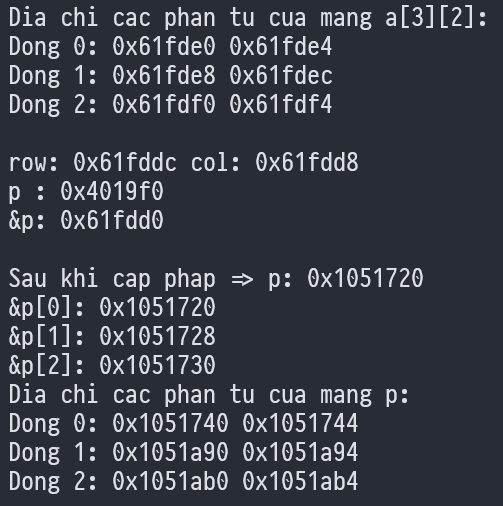 Dia chi cac phan tu cua mang a[3][2]:
Dong 0: 0x61fde0 0x61fde4
Dong 1: 0x61fde8 0x61fdec
Dong 2: 0x61fdf0 0x61fdf4
row: 0x61fddc col: 0x61fdd8
p : 0x4019f0
&p: 0x61fdd0
Sau khi cap phap => p: 0x1051720
&p[0]: 0x1051720
&p[1]: 0x1051728
&p[2]: 0x1051730
Dia chi cac phan tu cua mang p:
Dong 0: 0x1051740 0x1051744
Dong 1: 0x1051a90 0x1051a94
Dong 2: 0x1051ab0 0x1051ab4